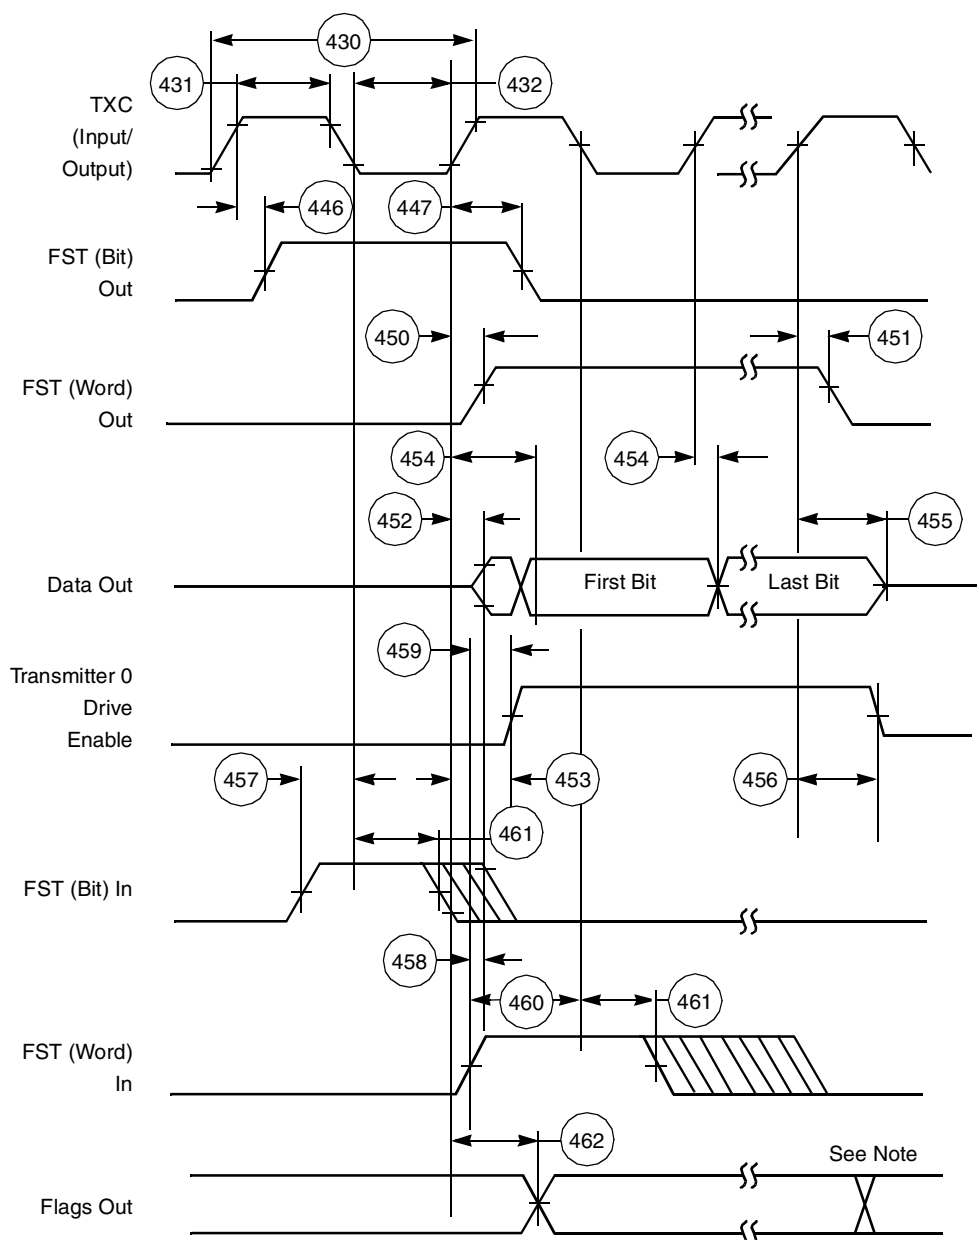 430
431
432
TXC
(Input/
Output)
446
447
FST (Bit)
Out
450
451
FST (Word)
Out
454
454
452
455
Data Out
First Bit
Last Bit
459
Transmitter 0
Drive
Enable
457
453
456
461
FST (Bit) In
458
460
461
FST (Word)
In
462
See Note
Flags Out